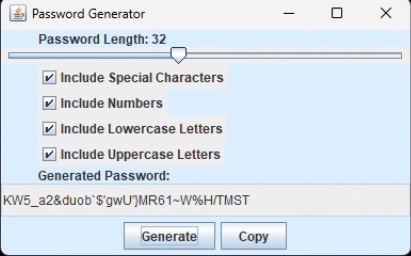 Password Generator
Password Length: 32
Include Special Characters
Include Numbers
Include Lowercase Letters
Include Uppercase Letters
Generated Password:
KW5_a2&duob`$'gwU'}MR61~W%H/TMST
Generate Copy